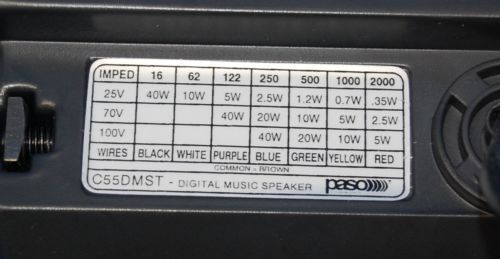 IMPED 16 62 122 250 500 1000 2000
25V 40W 10W 5W 2.5W 1.2W 0.7W .35W
70V 40W 20W 10W 5W 2.5W
100V 40W 20W 10W 5W
WIRES BLACK WHITE PURPLE BLUE GREEN YELLOW RED
COMMON = BROWN
C55DMST - DIGITAL MUSIC SPEAKER paso